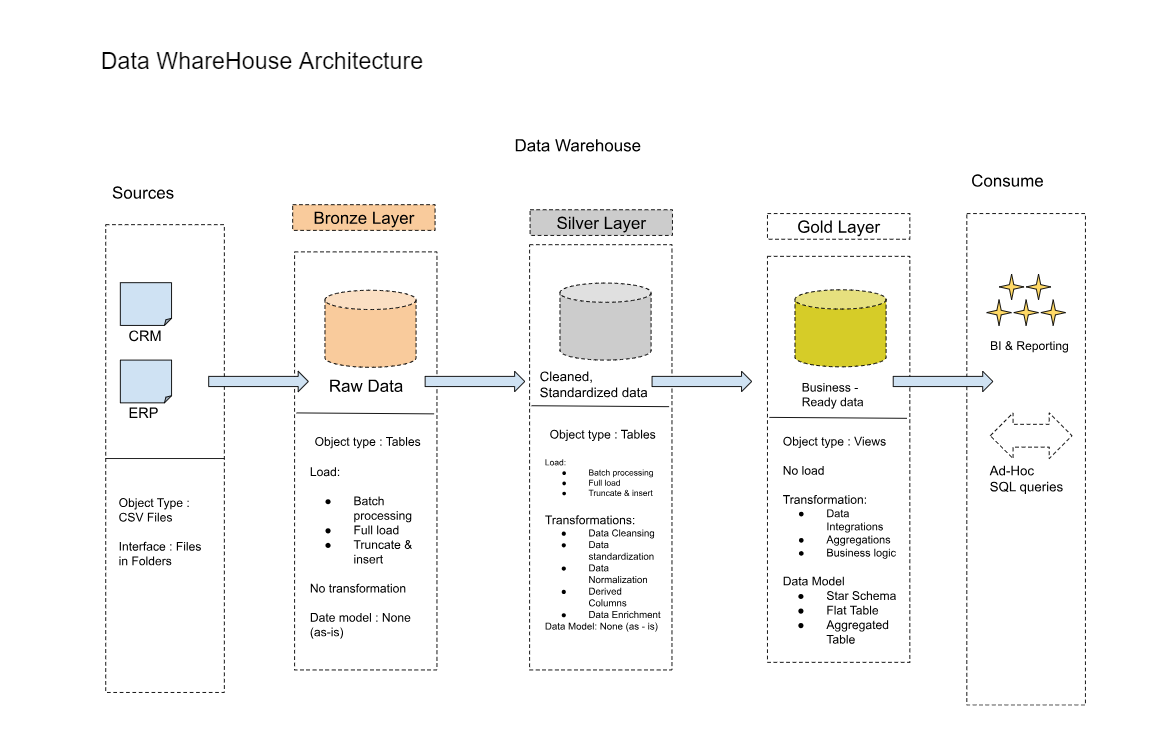 Data WhareHouse Architecture
Data Warehouse
Sources
CRM
ERP
Object Type :
CSV Files
Interface : Files
in Folders
Bronze Layer
Raw Data
Object type : Tables
Load:
● Batch
processing
● Full load
● Truncate &
insert
No transformation
Date model : None
(as-is)
Silver Layer
Cleaned,
Standardized data
Object type : Tables
Load:
● Batch processing
● Full load
● Truncate & insert
Transformations:
● Data Cleansing
● Data
standardization
● Data
Normalization
● Derived
Columns
● Data Enrichment
Data Model: None (as - is)
Gold Layer
Business -
Ready data
Object type : Views
No load
Transformation:
● Data
Integrations
● Aggregations
● Business logic
Data Model
● Star Schema
● Flat Table
● Aggregated
Table
Consume
BI & Reporting
Ad-Hoc
SQL queries